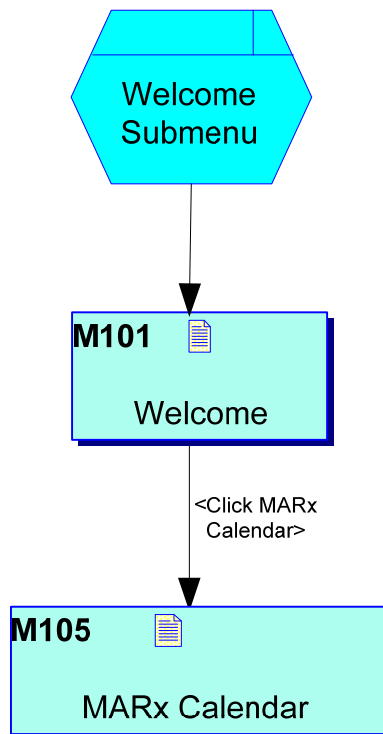 Welcome
Submenu
M101
Welcome
<Click MARx
Calendar>
M105
MARx Calendar